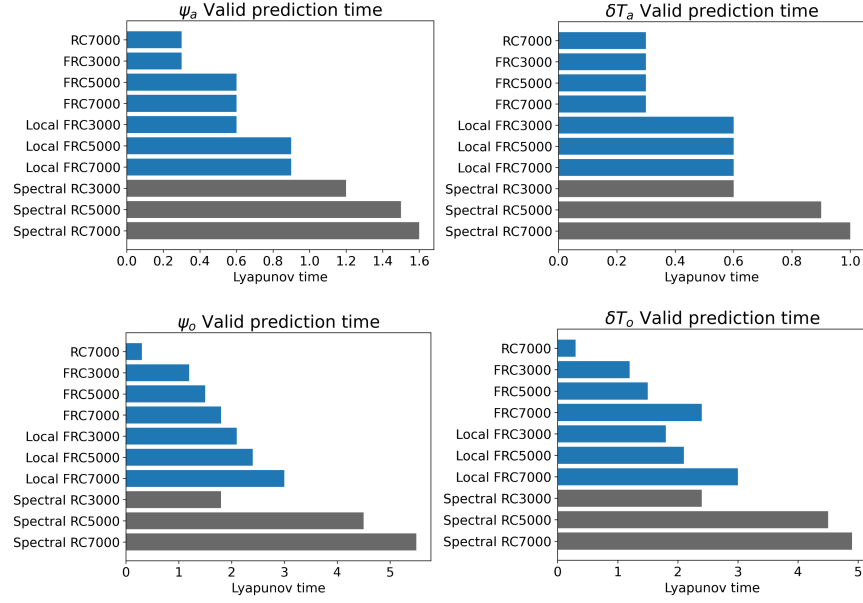 ψₐ Valid prediction time
RC7000
FRC3000
FRC5000
FRC7000
Local FRC3000
Local FRC5000
Local FRC7000
Spectral RC3000
Spectral RC5000
Spectral RC7000
0.0 0.2 0.4 0.6 0.8 1.0 1.2 1.4 1.6
Lyapunov time
δTₐ Valid prediction time
RC7000
FRC3000
FRC5000
FRC7000
Local FRC3000
Local FRC5000
Local FRC7000
Spectral RC3000
Spectral RC5000
Spectral RC7000
0.0 0.2 0.4 0.6 0.8 1.0
Lyapunov time
ψₒ Valid prediction time
RC7000
FRC3000
FRC5000
FRC7000
Local FRC3000
Local FRC5000
Local FRC7000
Spectral RC3000
Spectral RC5000
Spectral RC7000
0 1 2 3 4 5
Lyapunov time
δTₒ Valid prediction time
RC7000
FRC3000
FRC5000
FRC7000
Local FRC3000
Local FRC5000
Local FRC7000
Spectral RC3000
Spectral RC5000
Spectral RC7000
0 1 2 3 4 5
Lyapunov time